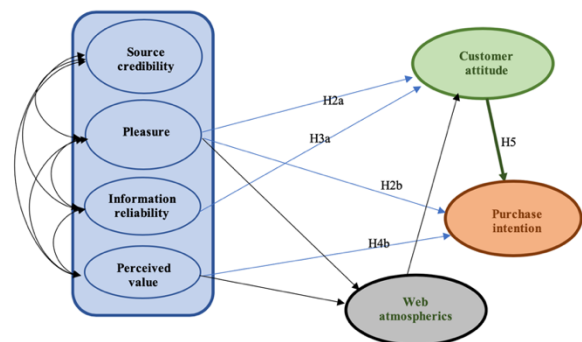 Source
credibility
Pleasure
Information
reliability
Perceived
value
H2a
H3a
H2b
H4b
Customer
attitude
H5
Purchase
intention
Web
atmospherics